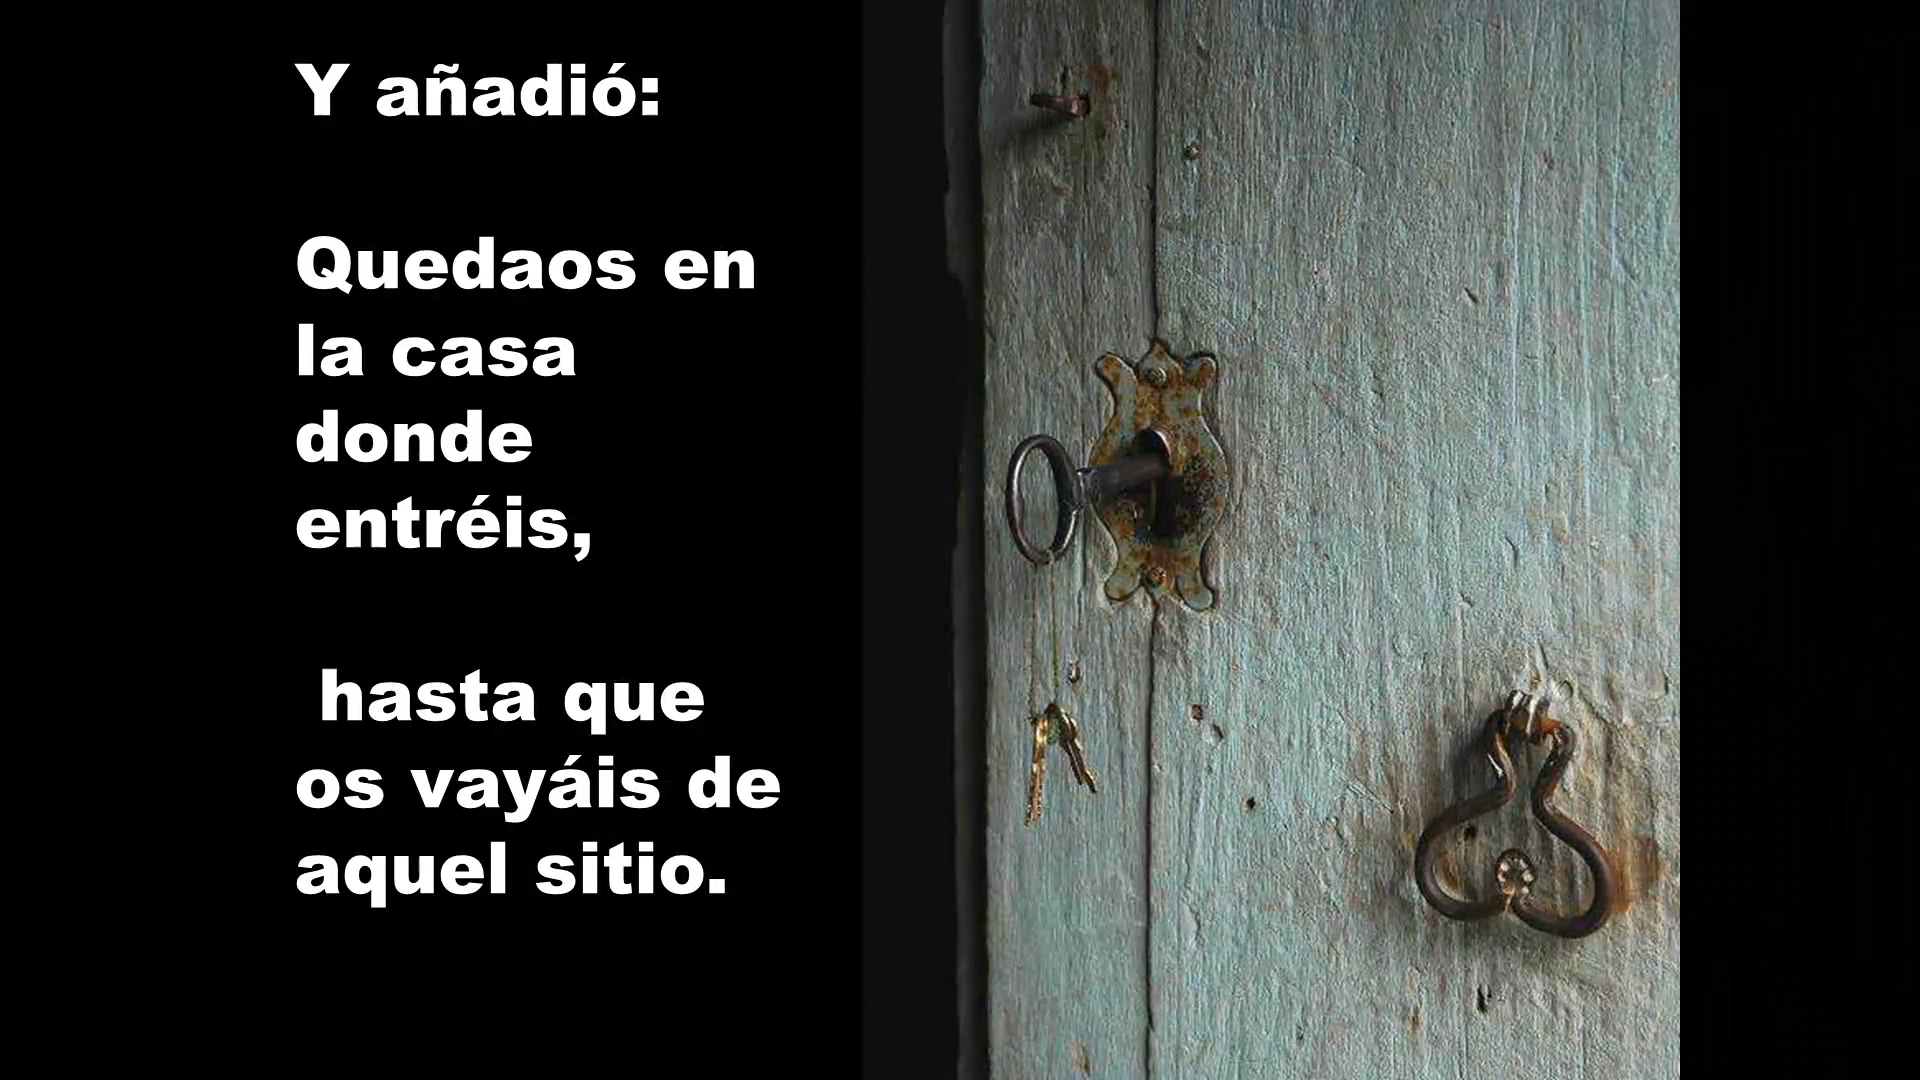 Y añadió:
Quedaos en
la casa
donde
entréis,
hasta que
os vayáis de
aquel sitio.